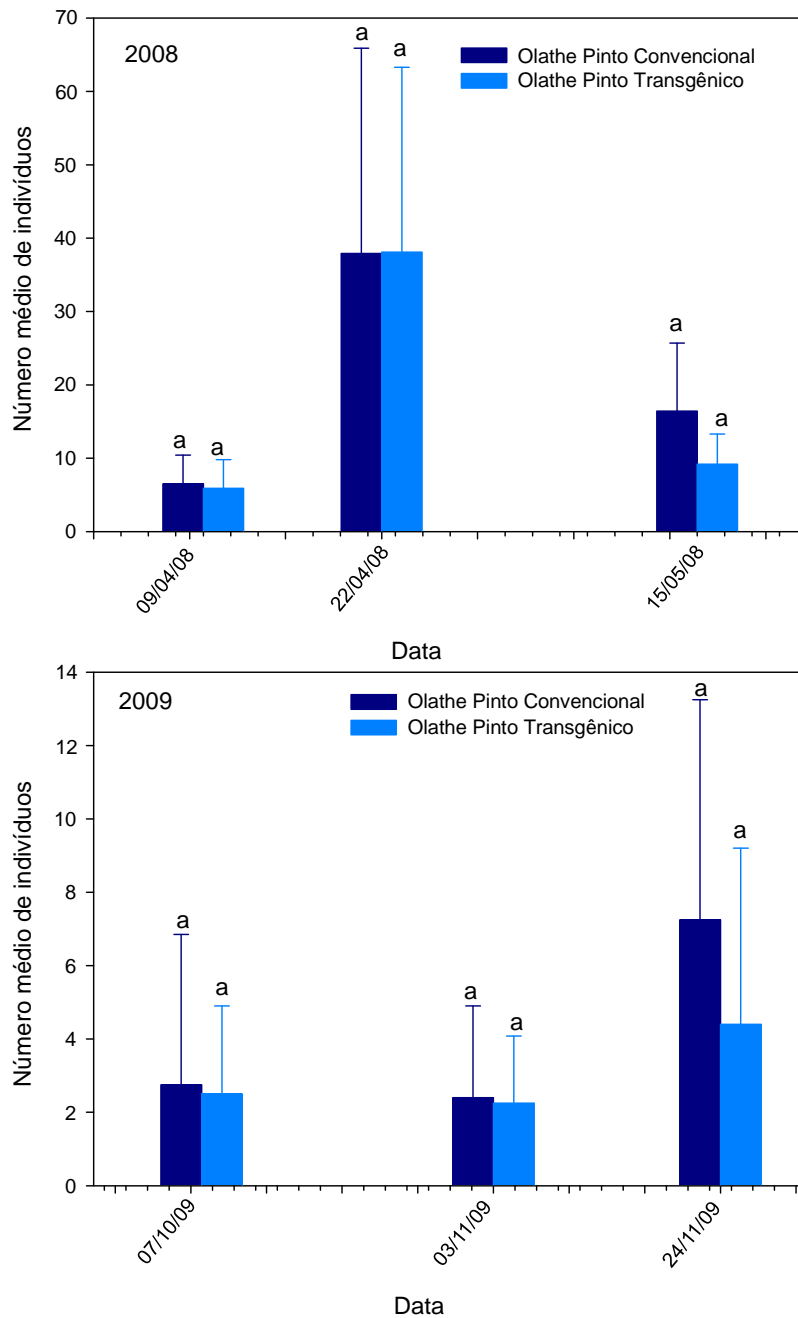 70
60
50
40
30
20
10
0
Número médio de indivíduos
2008
Olathe Pinto Convencional
Olathe Pinto Transgênico
a a
a a
a a
09/04/08
22/04/08
15/05/08
Data
14
12
10
8
6
4
2
0
Número médio de indivíduos
2009
Olathe Pinto Convencional
Olathe Pinto Transgênico
a a
a a
a a
07/10/09
03/11/09
24/11/09
Data